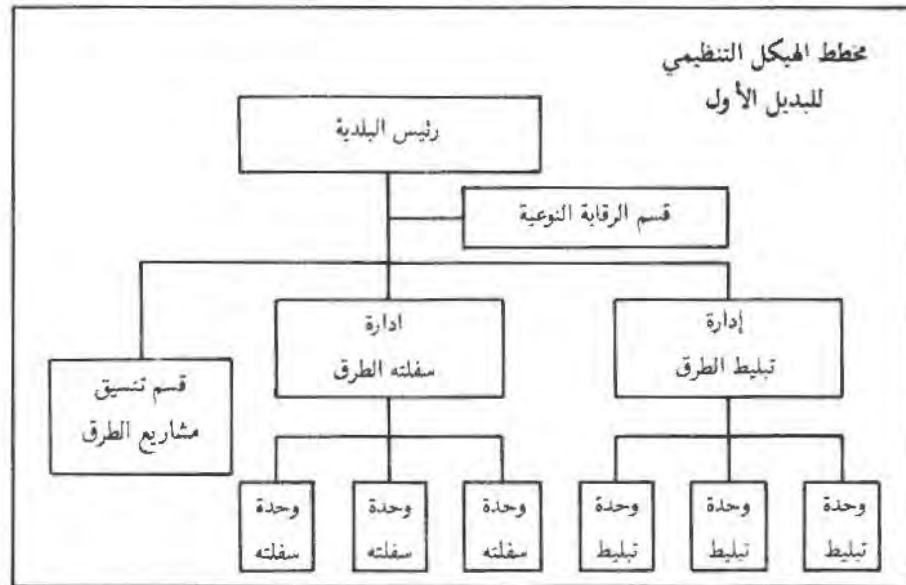 مخطط الهيكل التنظيمي
للبديل الأول
رئيس البلدية
قسم الرقابة النوعية
إدارة
تبليط الطرق
ادارة
سفلته الطرق
قسم تنسيق
مشاريع الطرق
وحدة
تبليط
وحدة
تبليط
وحدة
تبليط
وحدة
سفلته
وحدة
سفلته
وحدة
سفلته